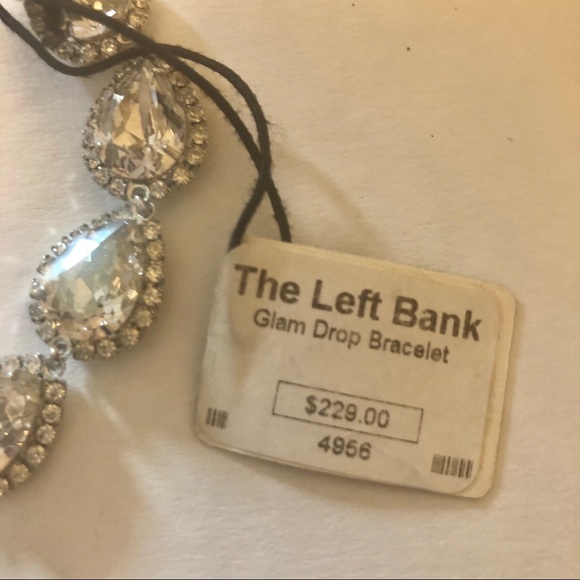 The Left Bank
Glam Drop Bracelet
$229.00
4956